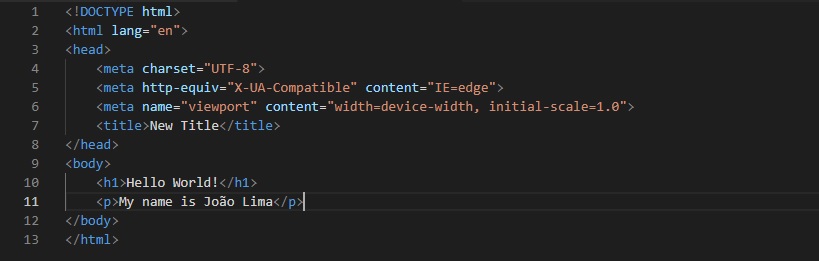 1 <!DOCTYPE html>
2 <html lang="en">
3 <head>
4     <meta charset="UTF-8">
5     <meta http-equiv="X-UA-Compatible" content="IE=edge">
6     <meta name="viewport" content="width=device-width, initial-scale=1.0">
7     <title>New Title</title>
8 </head>
9 <body>
10     <h1>Hello World!</h1>
11     <p>My name is João Lima</p>
12 </body>
13 </html>